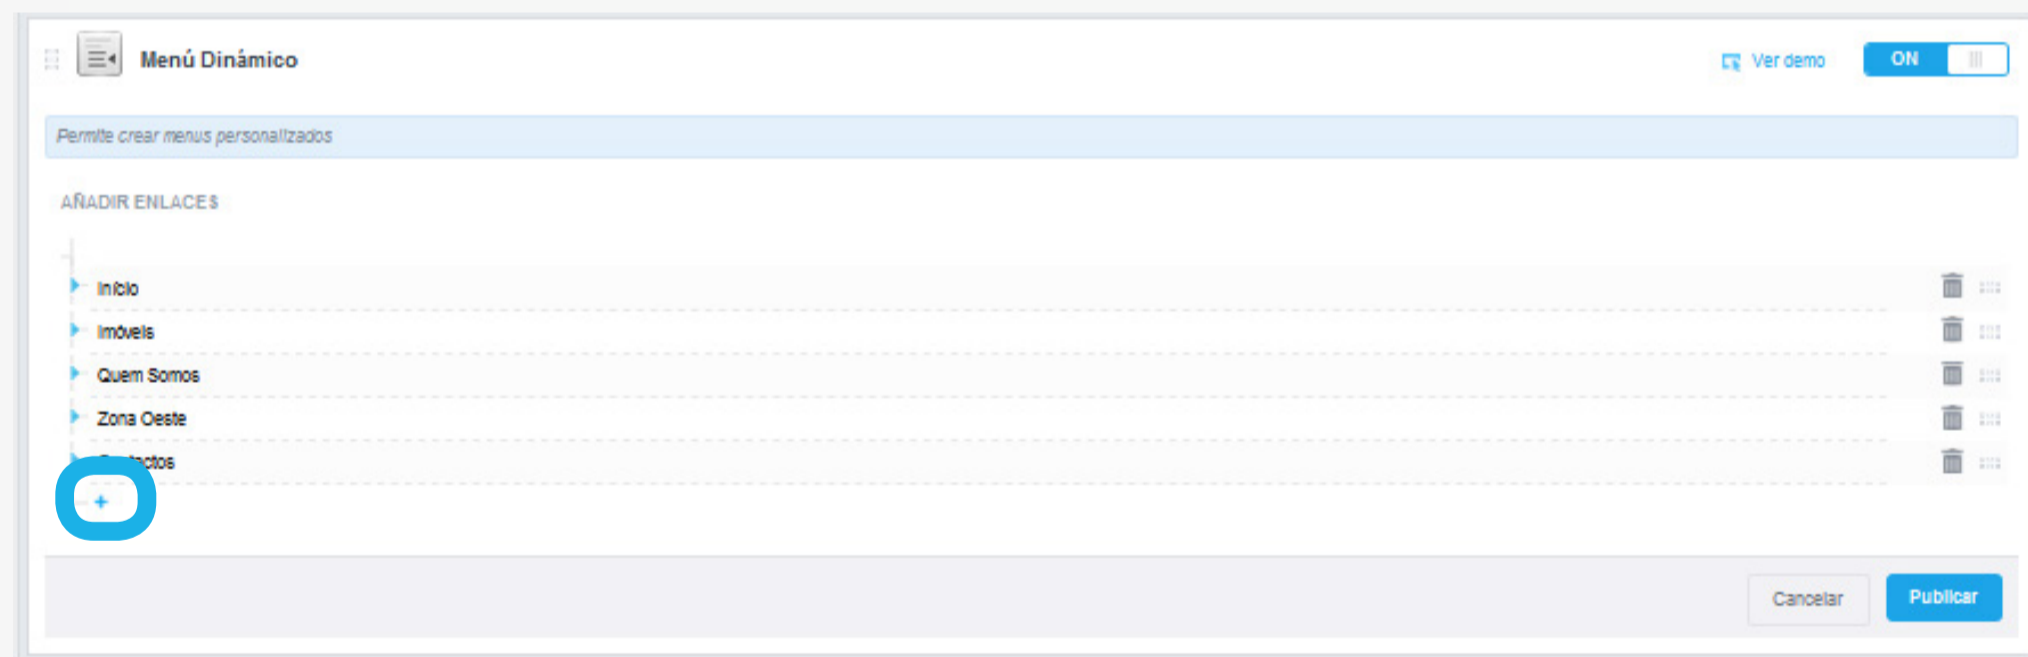 Menú Dinámico
Ver demo
ON
Permite crear menus personalizados
AÑADIR ENLACES
Início
Imóveis
Quem Somos
Zona Oeste
+
Cancelar
Publicar